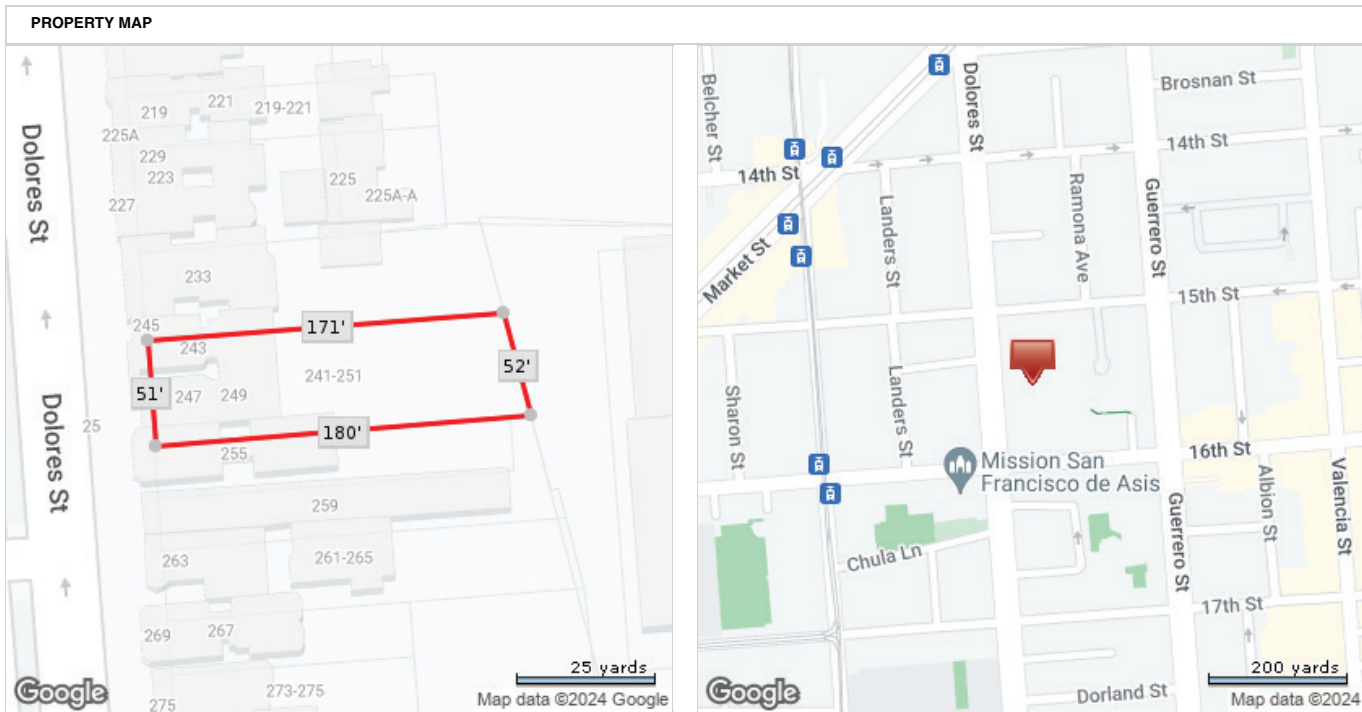 PROPERTY MAP
219
221
219-221
225A
229
223
225
225A-A
227
Dolores St
233
245
243
171'
52'
241-251
51'
247
249
25
180'
255
Dolores St
259
263
261-265
269
267
273-275
275
25 yards
Google
Map data ©2024 Google
Belcher St
Dolores St
Brosnan St
14th St
14th St
Landers St
Ramona Ave
Guerrero St
Market St
15th St
Sharon St
Landers St
Mission San
Francisco de Asis
16th St
Albion St
Valencia St
Guerrero St
Chula Ln
17th St
200 yards
Dorland St
Google
Map data ©2024